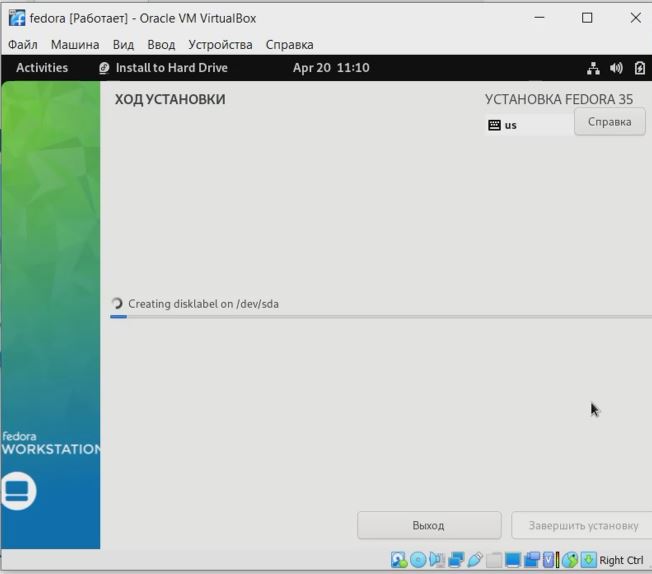 fedora [Работает] - Oracle VM VirtualBox
Файл Машина Вид Ввод Устройства Справка
Activities Install to Hard Drive Apr 20 11:10
ХОД УСТАНОВКИ
УСТАНОВКА FEDORA 35
us
Справка
Creating disklabel on /dev/sda
fedora
WORKSTATION
Выход
Завершить установку
Right Ctrl